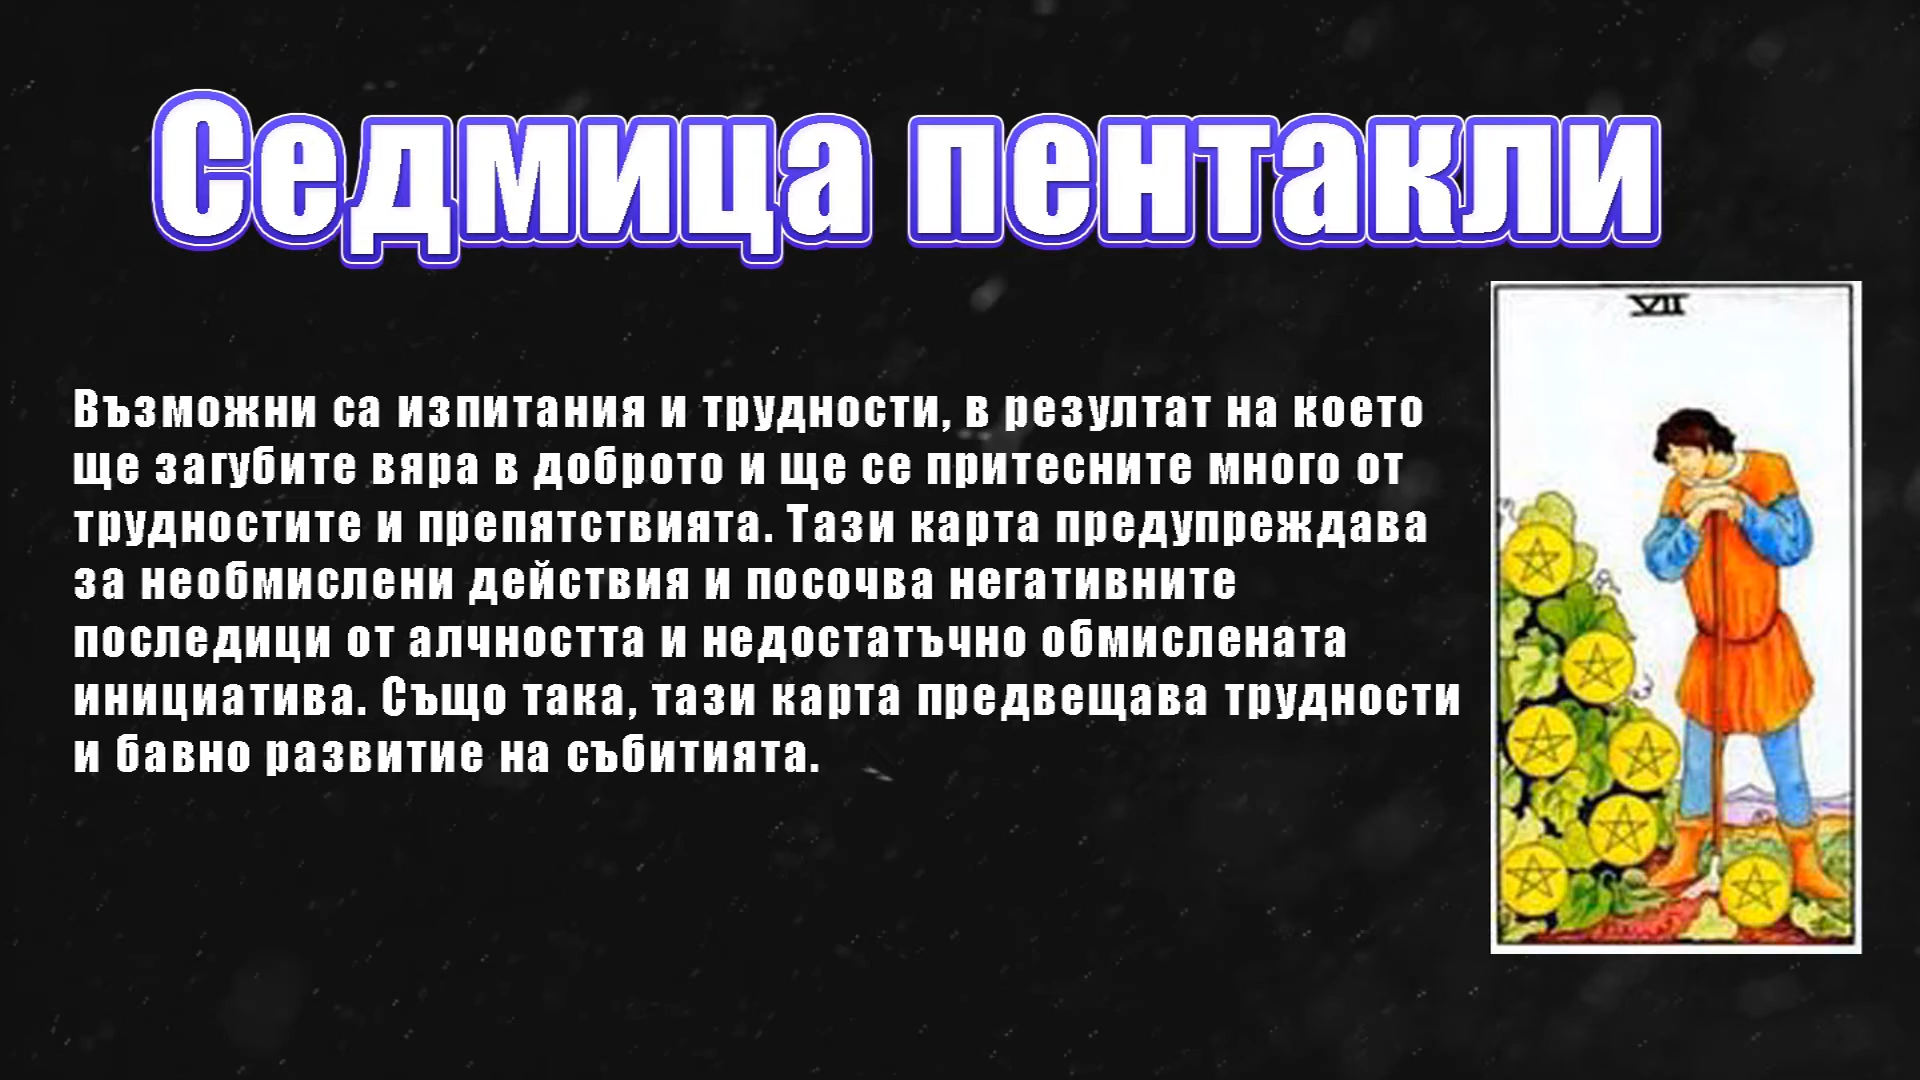 Седмица пентакли
VII
Възможни са изпитания и трудности, в резултат на което
ще загубите вяра в доброто и ще се притесните много от
трудностите и препятствията. Тази карта предупреждава
за необмислени действия и посочва негативните
последици от алчността и недостатъчно обмислената
инициатива. Също така, тази карта предвещава трудности
и бавно развитие на събитията.